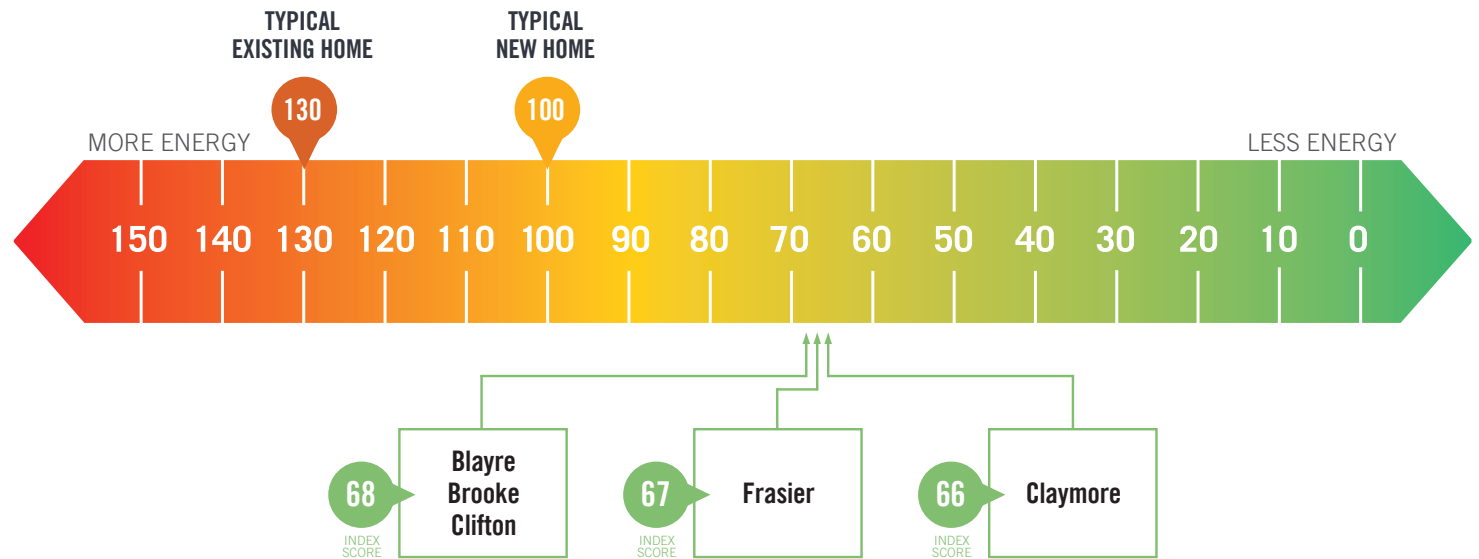 TYPICAL
EXISTING HOME
TYPICAL
NEW HOME
130
100
MORE ENERGY
LESS ENERGY
150 140 130 120 110 100 90 80 70 60 50 40 30 20 10 0
68
INDEX
SCORE
Blayre
Brooke
Clifton
67
INDEX
SCORE
Frasier
66
INDEX
SCORE
Claymore